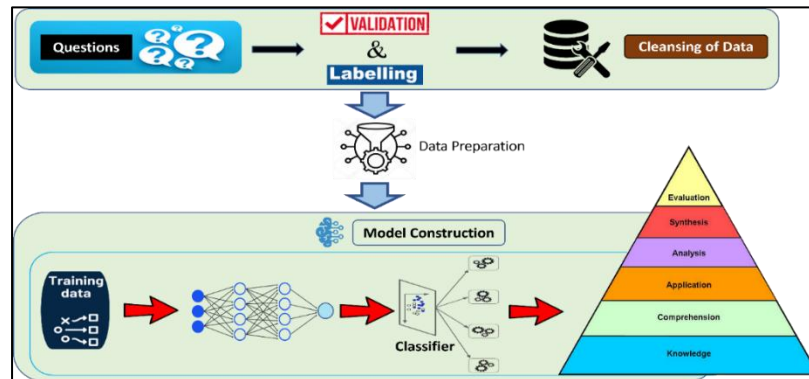 Questions
VALIDATION
&
Labelling
Cleansing of Data
Data Preparation
Model Construction
Training
data
Classifier
Evaluation
Synthesis
Analysis
Application
Comprehension
Knowledge